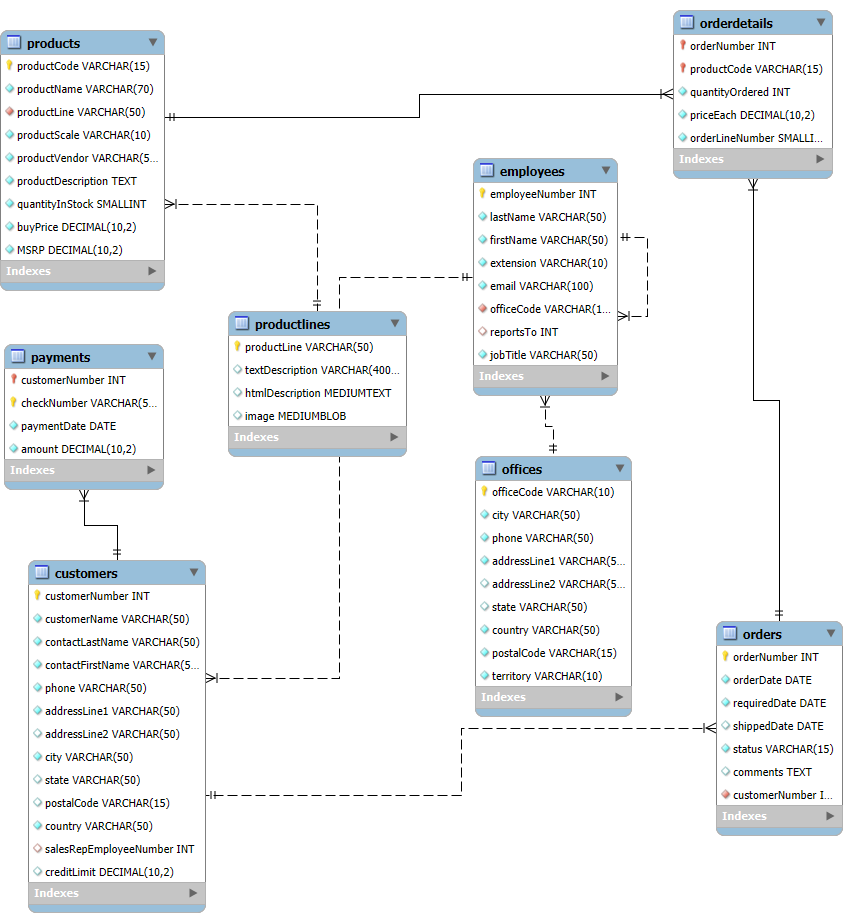 products
productCode VARCHAR(15)
productName VARCHAR(70)
productLine VARCHAR(50)
productScale VARCHAR(10)
productVendor VARCHAR(5...
productDescription TEXT
quantityInStock SMALLINT
buyPrice DECIMAL(10,2)
MSRP DECIMAL(10,2)
Indexes
orderdetails
orderNumber INT
productCode VARCHAR(15)
quantityOrdered INT
priceEach DECIMAL(10,2)
orderLineNumber SMALLI...
Indexes
employees
employeeNumber INT
lastName VARCHAR(50)
firstName VARCHAR(50)
extension VARCHAR(10)
email VARCHAR(100)
officeCode VARCHAR(1...
reportsTo INT
jobTitle VARCHAR(50)
Indexes
productlines
productLine VARCHAR(50)
textDescription VARCHAR(400...
htmlDescription MEDIUMTEXT
image MEDIUMBLOB
Indexes
payments
customerNumber INT
checkNumber VARCHAR(5...
paymentDate DATE
amount DECIMAL(10,2)
Indexes
offices
officeCode VARCHAR(10)
city VARCHAR(50)
phone VARCHAR(50)
addressLine1 VARCHAR(5...
addressLine2 VARCHAR(5...
state VARCHAR(50)
country VARCHAR(50)
postalCode VARCHAR(15)
territory VARCHAR(10)
Indexes
customers
customerNumber INT
customerName VARCHAR(50)
contactLastName VARCHAR(50)
contactFirstName VARCHAR(5...
phone VARCHAR(50)
addressLine1 VARCHAR(50)
addressLine2 VARCHAR(50)
city VARCHAR(50)
state VARCHAR(50)
postalCode VARCHAR(15)
country VARCHAR(50)
salesRepEmployeeNumber INT
creditLimit DECIMAL(10,2)
Indexes
orders
orderNumber INT
orderDate DATE
requiredDate DATE
shippedDate DATE
status VARCHAR(15)
comments TEXT
customerNumber I...
Indexes